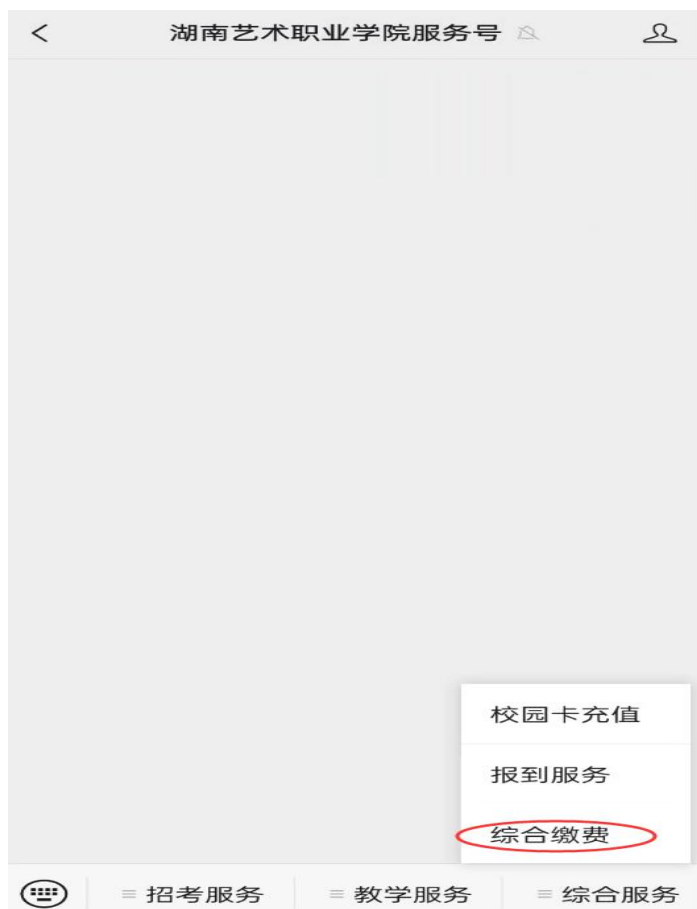 湖南艺术职业学院服务号
校园卡充值
报到服务
综合缴费
招考服务
教学服务
综合服务